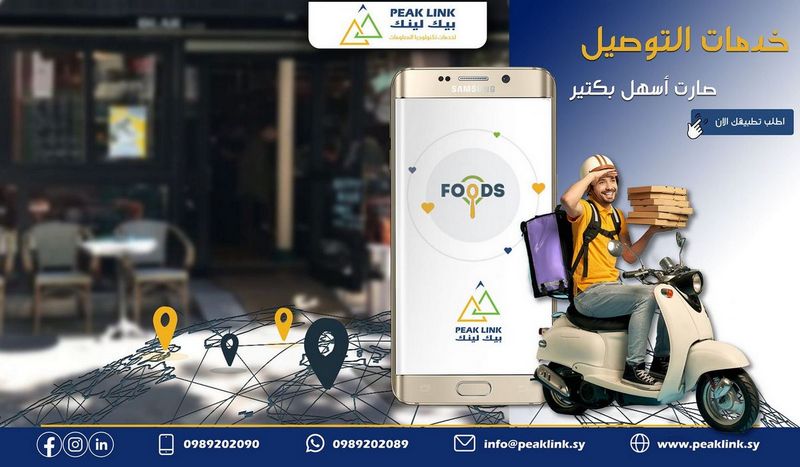 PEAK LINK
بيك لينك
لخدمات تكنولوجيا المعلومات
خدمات التوصيل
صارت أسهل بكتير
اطلب تطبيقك الان
SAMSUNG
FOODS
PEAK LINK
بيك لينك
0989202090
0989202089
info@peaklink.sy
www.peaklink.sy